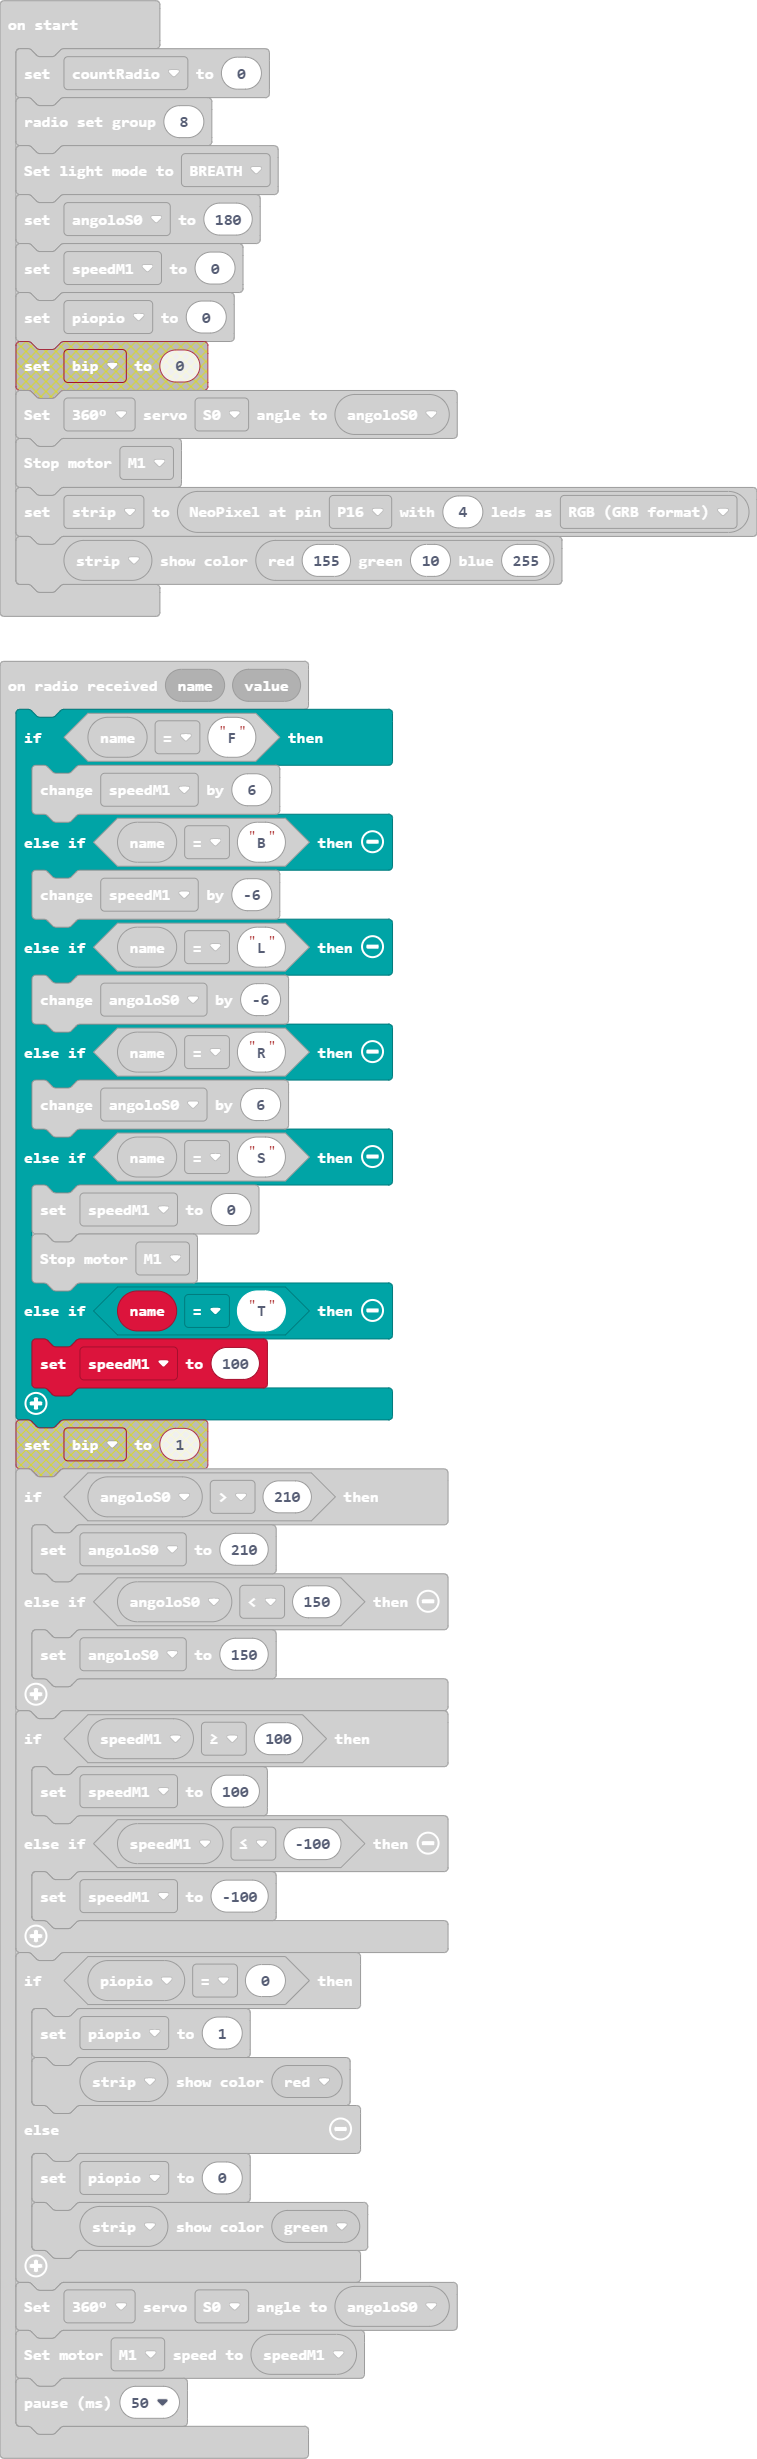 on start
set countRadio to 0
radio set group 8
Set light mode to BREATH
set angoloS0 to 180
set speedM1 to 0
set piopio to 0
set bip to 0
Set 360º servo S0 angle to angoloS0
Stop motor M1
set strip to NeoPixel at pin P16 with 4 leds as RGB (GRB format)
strip show color red 155 green 10 blue 255
on radio received name value
if name = "F" then
change speedM1 by 6
else if name = "B" then
change speedM1 by -6
else if name = "L" then
change angoloS0 by -6
else if name = "R" then
change angoloS0 by 6
else if name = "S" then
set speedM1 to 0
Stop motor M1
else if name = "T" then
set speedM1 to 100
set bip to 1
if angoloS0 > 210 then
set angoloS0 to 210
else if angoloS0 < 150 then
set angoloS0 to 150
if speedM1 ≥ 100 then
set speedM1 to 100
else if speedM1 ≤ -100 then
set speedM1 to -100
if piopio = 0 then
set piopio to 1
strip show color red
else
set piopio to 0
strip show color green
Set 360º servo S0 angle to angoloS0
Set motor M1 speed to speedM1
pause (ms) 50